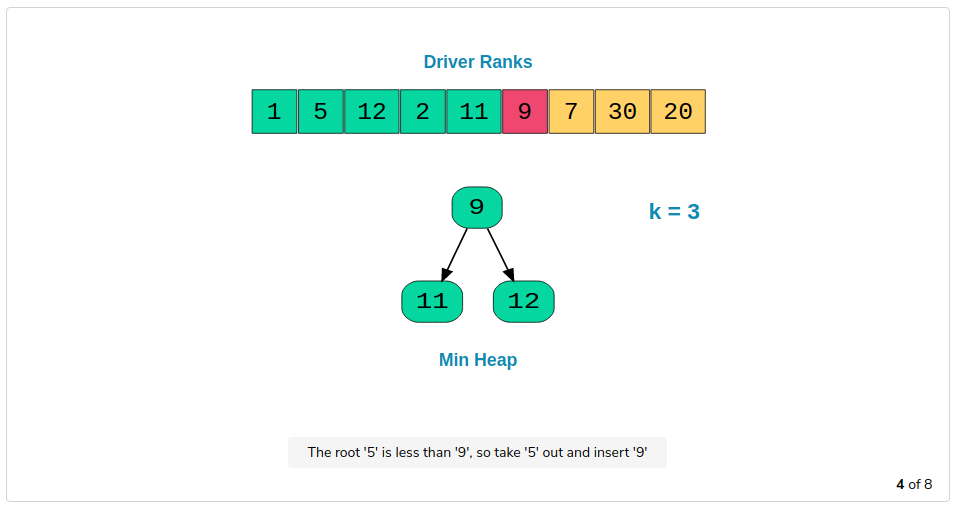 Driver Ranks
1 5 12 2 11 9 7 30 20
9
k = 3
11 12
Min Heap
The root '5' is less than '9', so take '5' out and insert '9'
4 of 8